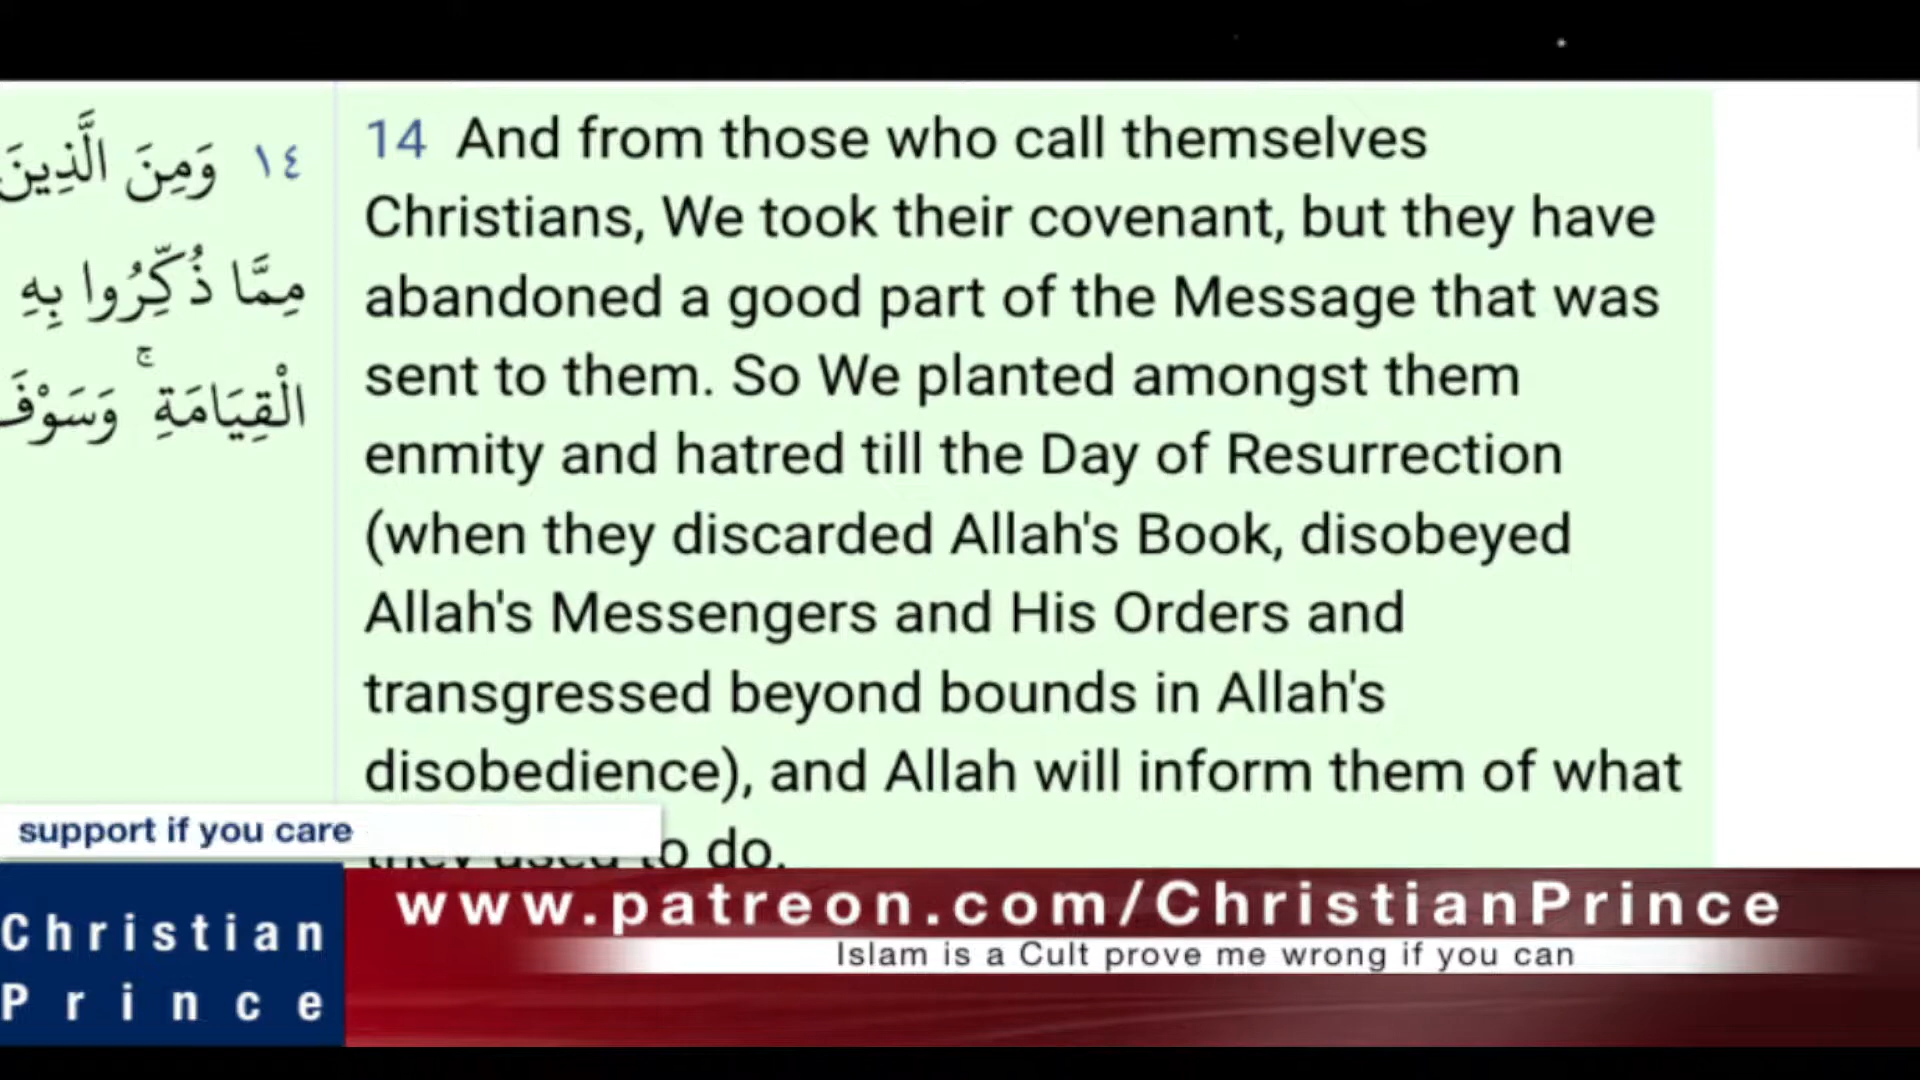 ١٤ وَمِنَ الَّذِينَ
مِمَّا ذُكِّرُوا بِهِ
الْقِيَامَةِ ۚ وَسَوْفَ
14 And from those who call themselves
Christians, We took their covenant, but they have
abandoned a good part of the Message that was
sent to them. So We planted amongst them
enmity and hatred till the Day of Resurrection
(when they discarded Allah's Book, disobeyed
Allah's Messengers and His Orders and
transgressed beyond bounds in Allah's
disobedience), and Allah will inform them of what
they used to do.
support if you care
Christian
Prince
www.patreon.com/ChristianPrince
Islam is a Cult prove me wrong if you can